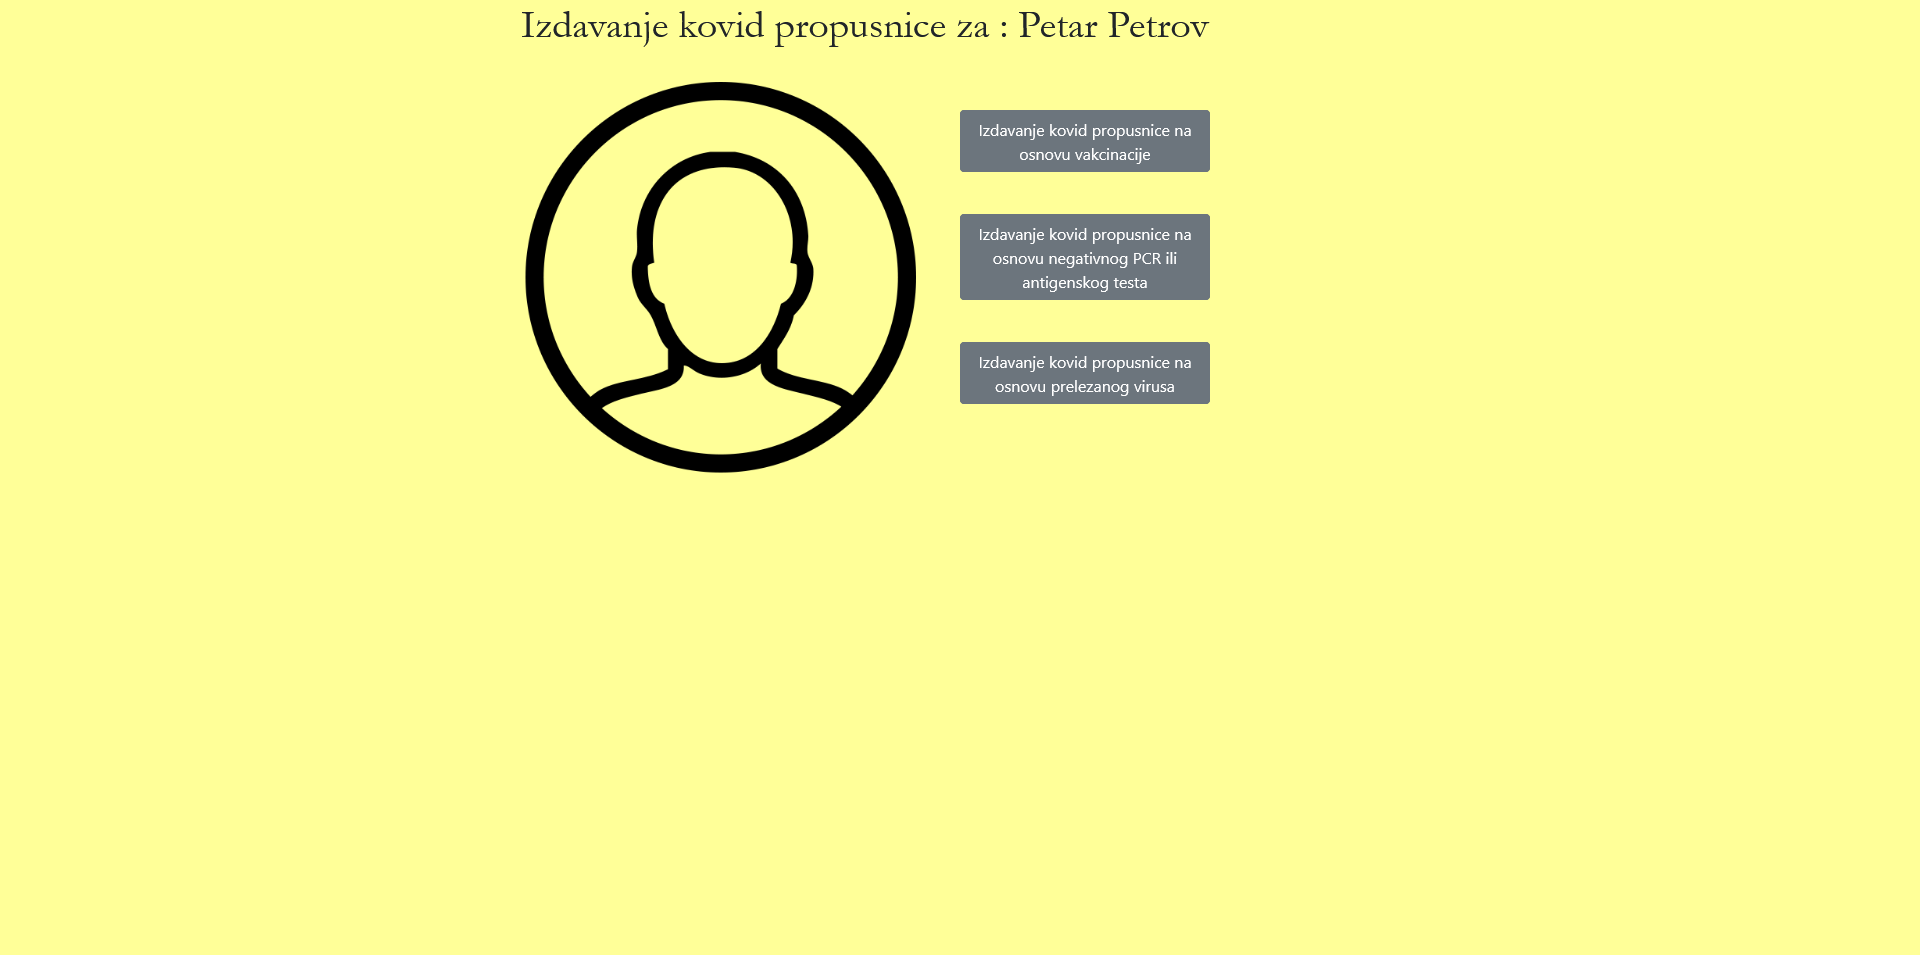 Izdavanje kovid propusnice za : Petar Petrov
Izdavanje kovid propusnice na
osnovu vakcinacije
Izdavanje kovid propusnice na
osnovu negativnog PCR ili
antigenskog testa
Izdavanje kovid propusnice na
osnovu prelezanog virusa